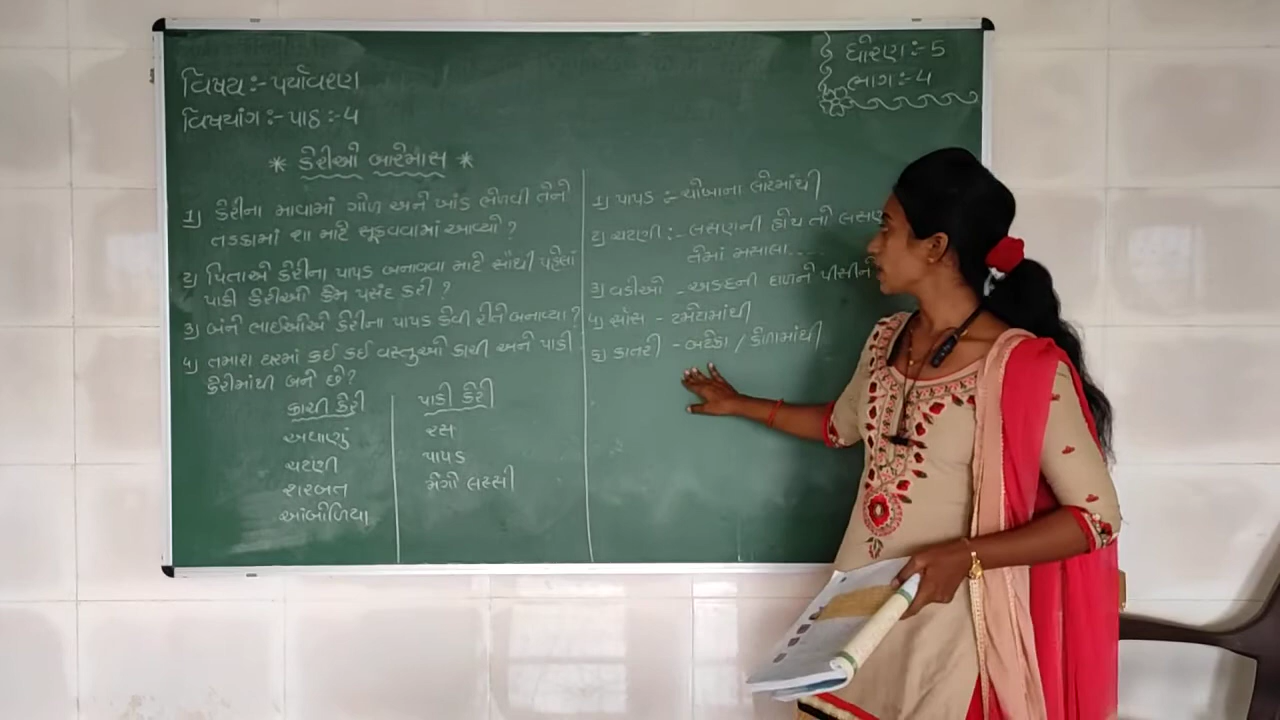 વિષય :- પર્યાવરણ
વિષયાંગ :- પાઠ :- 4
ધોરણ :- 5
ભાગ :- 4
* કેરીઓ બારેમાસ *
1) કેરીના માવામાં ગોળ અને ખાંડ ભેળવી તેને
તડકામાં શા માટે સૂકવવામાં આવ્યો ?
2) પિતાએ કેરીના પાપડ બનાવવા માટે સૌથી પહેલાં
પાકી કેરીઓ કેમ પસંદ કરી ?
3) બંને ભાઈઓએ કેરીના પાપડ કેવી રીતે બનાવ્યા ?
4) તમારા ઘરમાં કઈ કઈ વસ્તુઓ કાચી અને પાકી
કેરીમાંથી બને છે?
કાચી કેરી
અથાણું
ચટણી
શરબત
આંબોળિયા
પાકી કેરી
રસ
પાપડ
મેંગો લસ્સી
1) પાપડ :- ચોખાના લોટમાંથી
2) ચટણી :- લસણની હોય તો લસણ
તેમાં મસાલા.....
3) વડીઓ - અડદની દાળને પીસીને
4) સોસ - ટમેટામાંથી
5) કાતરી - બટેકા / કેળામાંથી